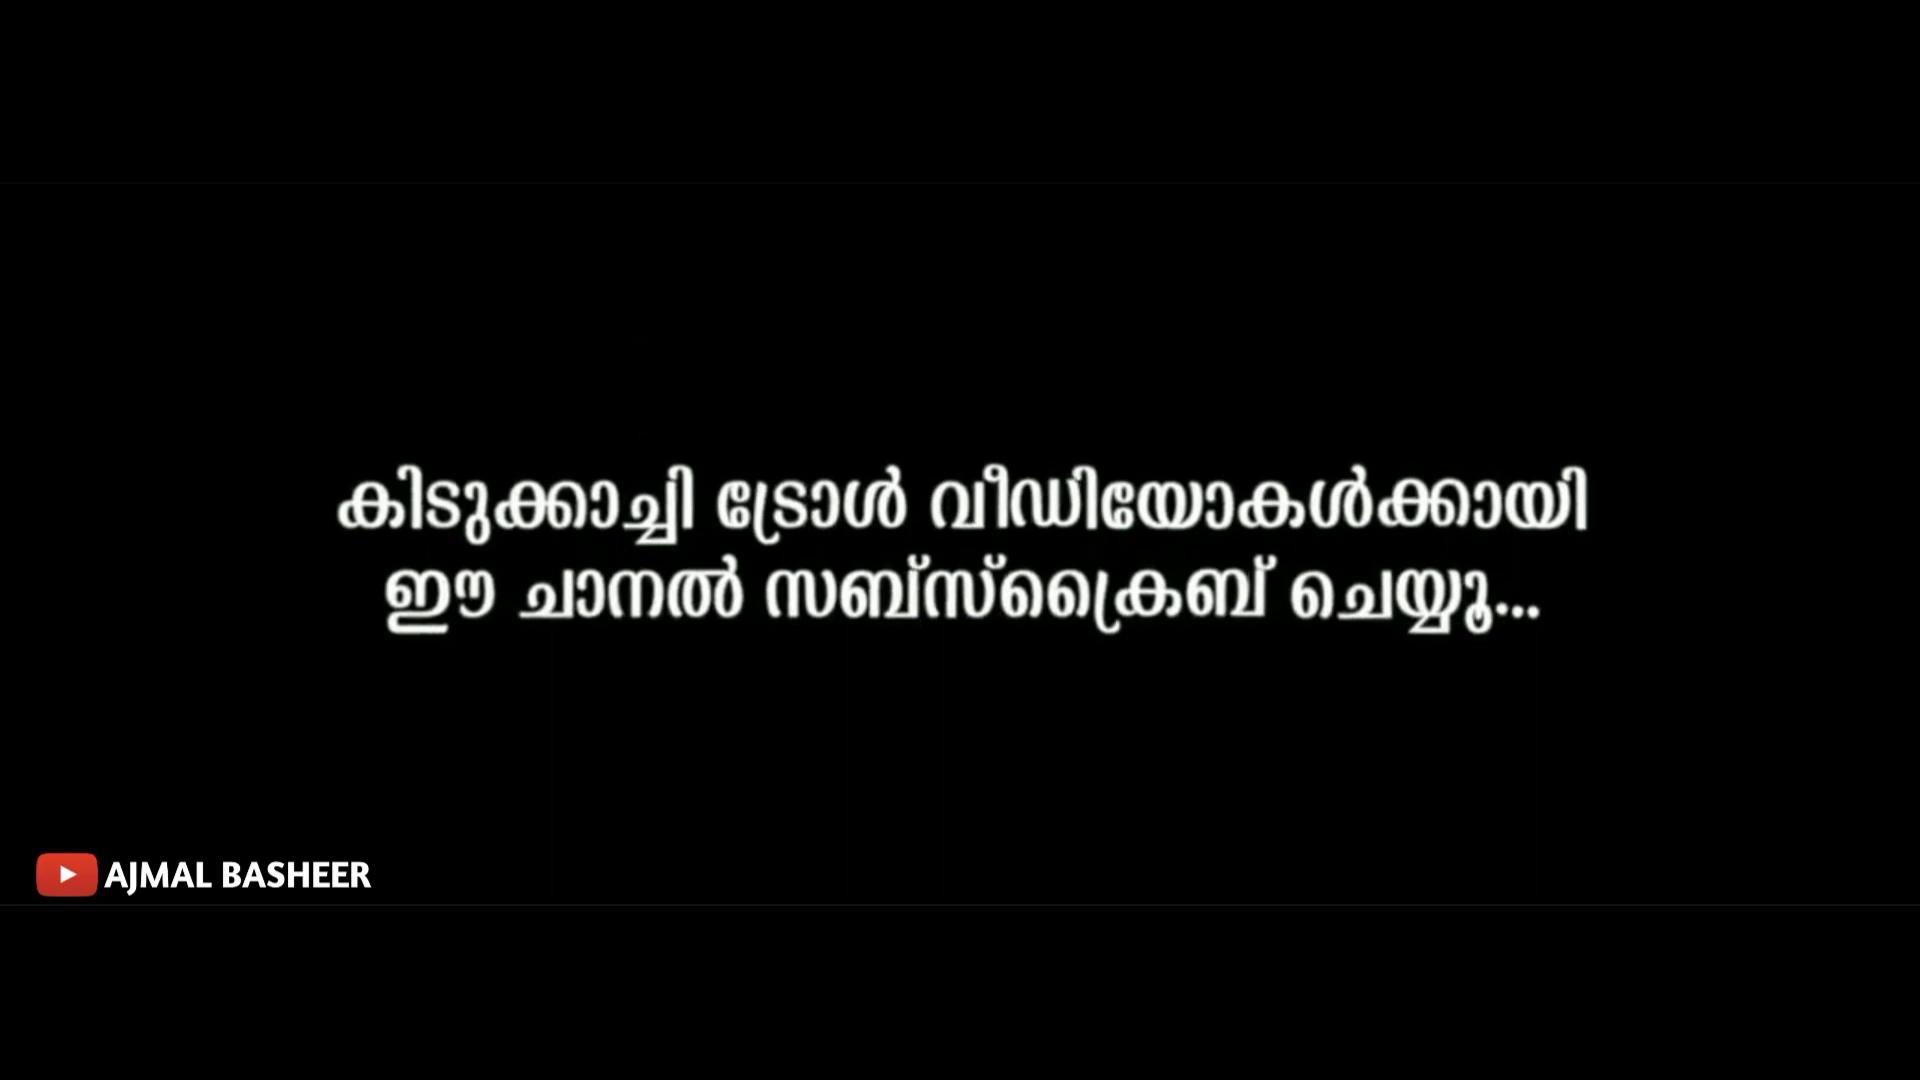 കിടുക്കാച്ചി ട്രോൾ വീഡിയോകൾക്കായി
ഈ ചാനൽ സബ്സ്ക്രൈബ് ചെയ്യൂ...
AJMAL BASHEER